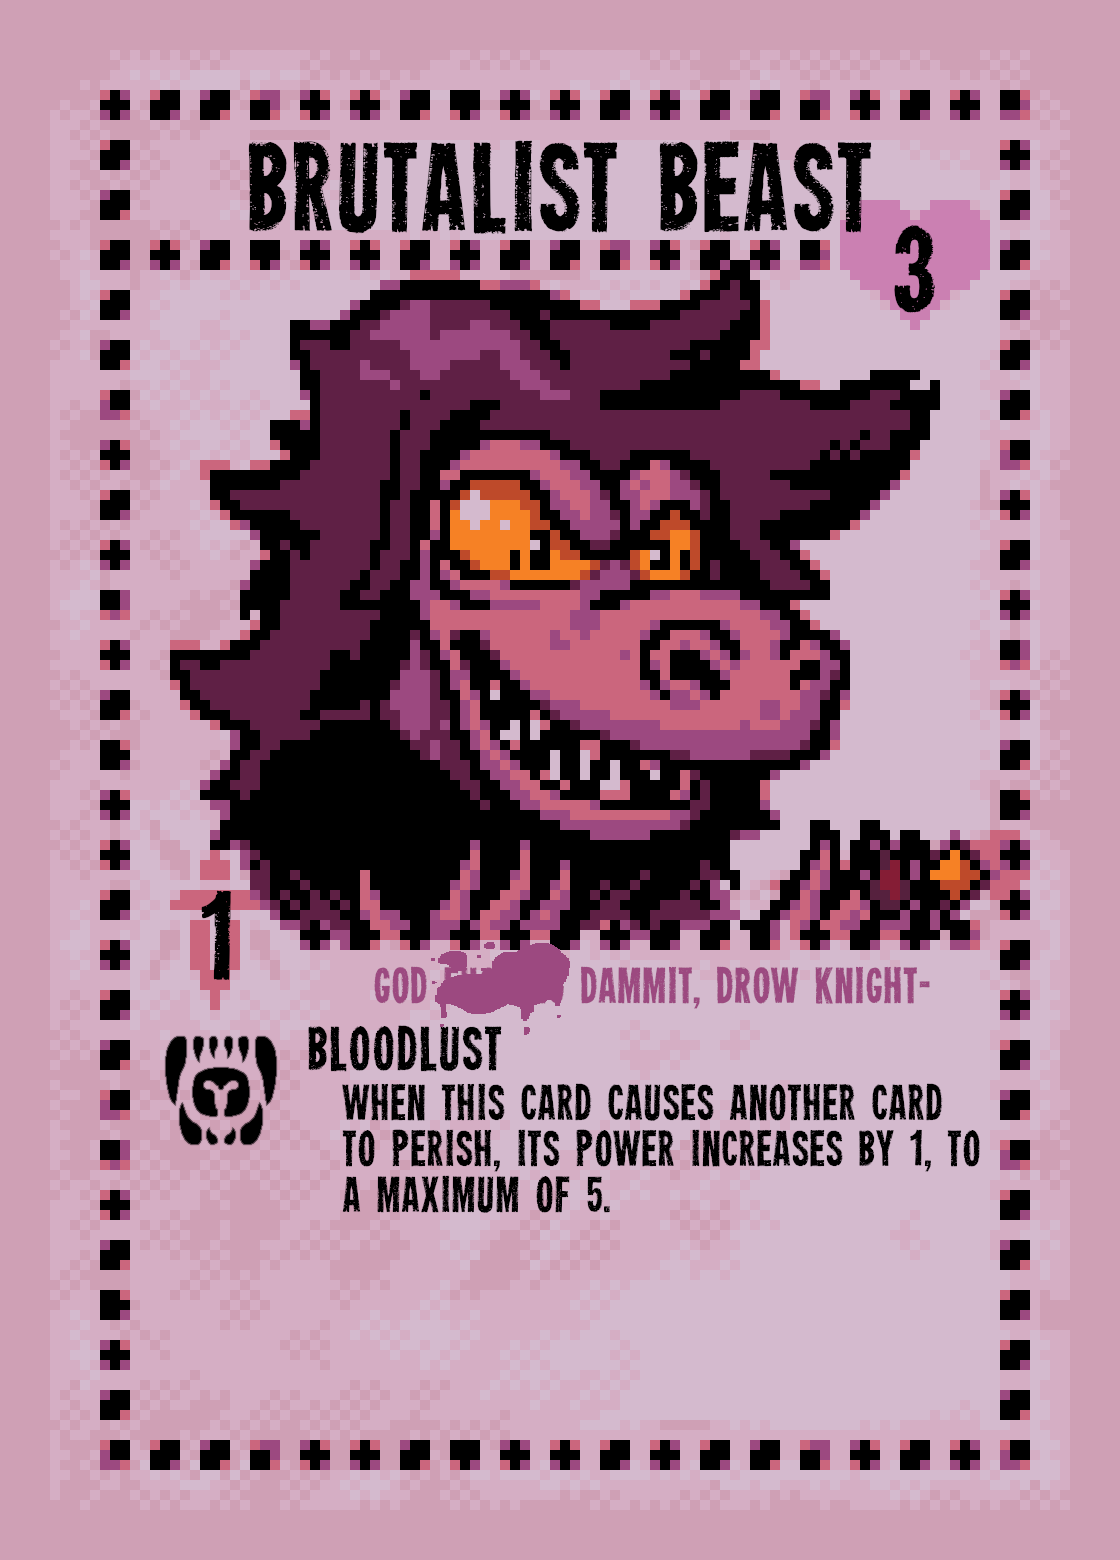 BRUTALIST BEAST
3
1
GOD DAMMIT, DROW KNIGHT-
BLOODLUST
WHEN THIS CARD CAUSES ANOTHER CARD
TO PERISH, ITS POWER INCREASES BY 1, TO
A MAXIMUM OF 5.